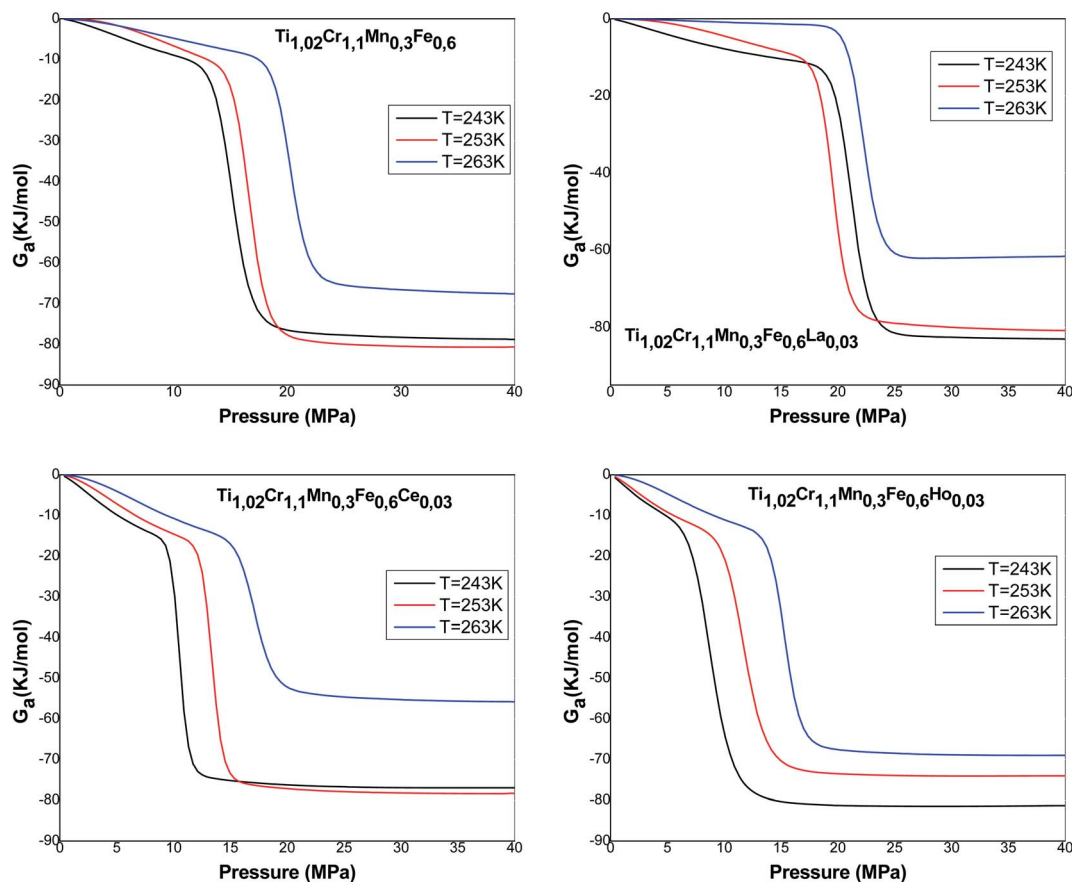 Ti1,02Cr1,1Mn0,3Fe0,6
T=243K
T=253K
T=263K
0
-10
-20
-30
-40
-50
-60
-70
-80
-90
Ga(KJ/mol)
0 10 20 30 40
Pressure (MPa)
T=243K
T=253K
T=263K
0
-20
-40
-60
-80
Ga(KJ/mol)
Ti1,02Cr1,1Mn0,3Fe0,6La0,03
0 10 20 30 40
Pressure (MPa)
Ti1,02Cr1,1Mn0,3Fe0,6Ce0,03
T=243K
T=253K
T=263K
0
-10
-20
-30
-40
-50
-60
-70
-80
-90
Ga(KJ/mol)
0 5 10 15 20 25 30 35 40
Pressure (MPa)
Ti1,02Cr1,1Mn0,3Fe0,6Ho0,03
T=243K
T=253K
T=263K
0
-10
-20
-30
-40
-50
-60
-70
-80
-90
Ga(KJ/mol)
0 5 10 15 20 25 30 35 40
Pressure (MPa)